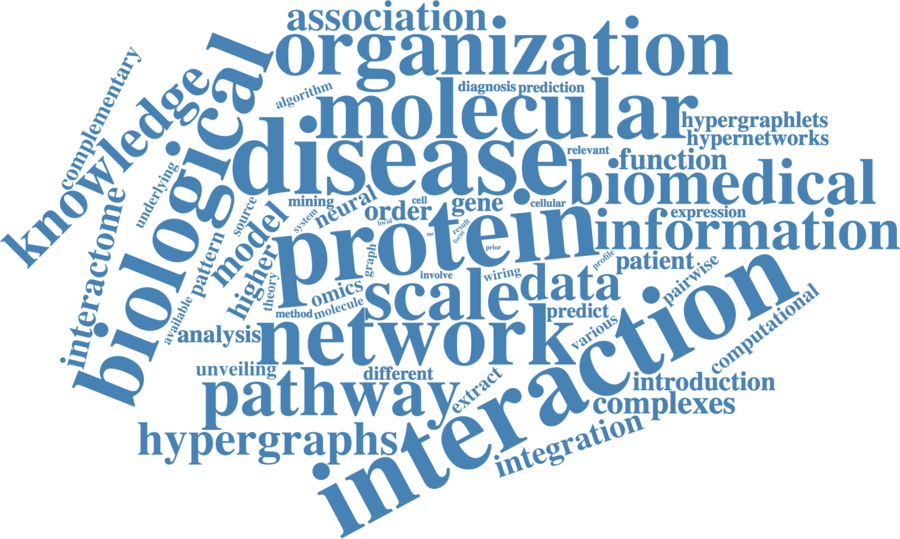 association
organization
complementary
knowledge
biological
algorithm
diagnosis
prediction
molecular
hypergraphlets
hypernetworks
disease
relevant
function
biomedical
underlying
interactome
source
pattern
available
model
higher
system
mining
neural
order
cell
gene
cellular
local
expression
protein
information
result
form
ppi
prior
graph
theory
involve
wiring
profile
patient
pairwise
omics
scale
data
method
molecule
predict
analysis
network
various
computational
interaction
unveiling
different
pathway
extract
introduction
complexes
hypergraphs
integration